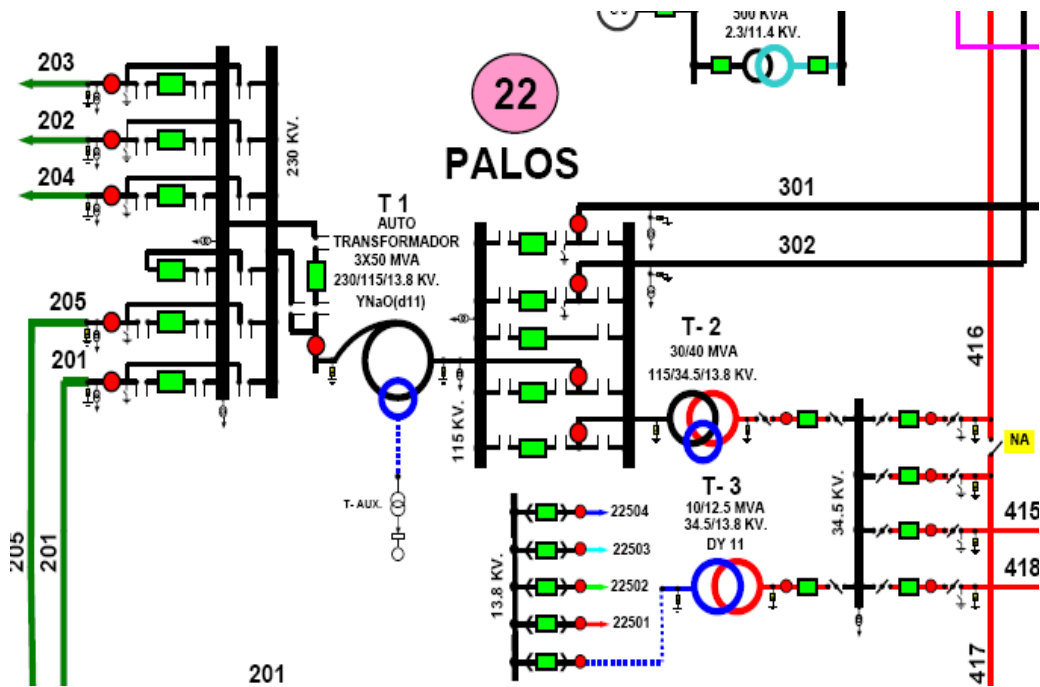 500 KVA
2.3/11.4 KV.
203
202
204
205
201
230 KV.
22
PALOS
T 1
AUTO
TRANSFORMADOR
3X50 MVA
230/115/13.8 KV.
YNaO(d11)
T- AUX.
115 KV.
301
302
T- 2
30/40 MVA
115/34.5/13.8 KV.
T- 3
10/12.5 MVA
34.5/13.8 KV.
DY 11
34.5 KV.
416
NA
415
418
417
13.8 KV.
22504
22503
22502
22501
205
201
201